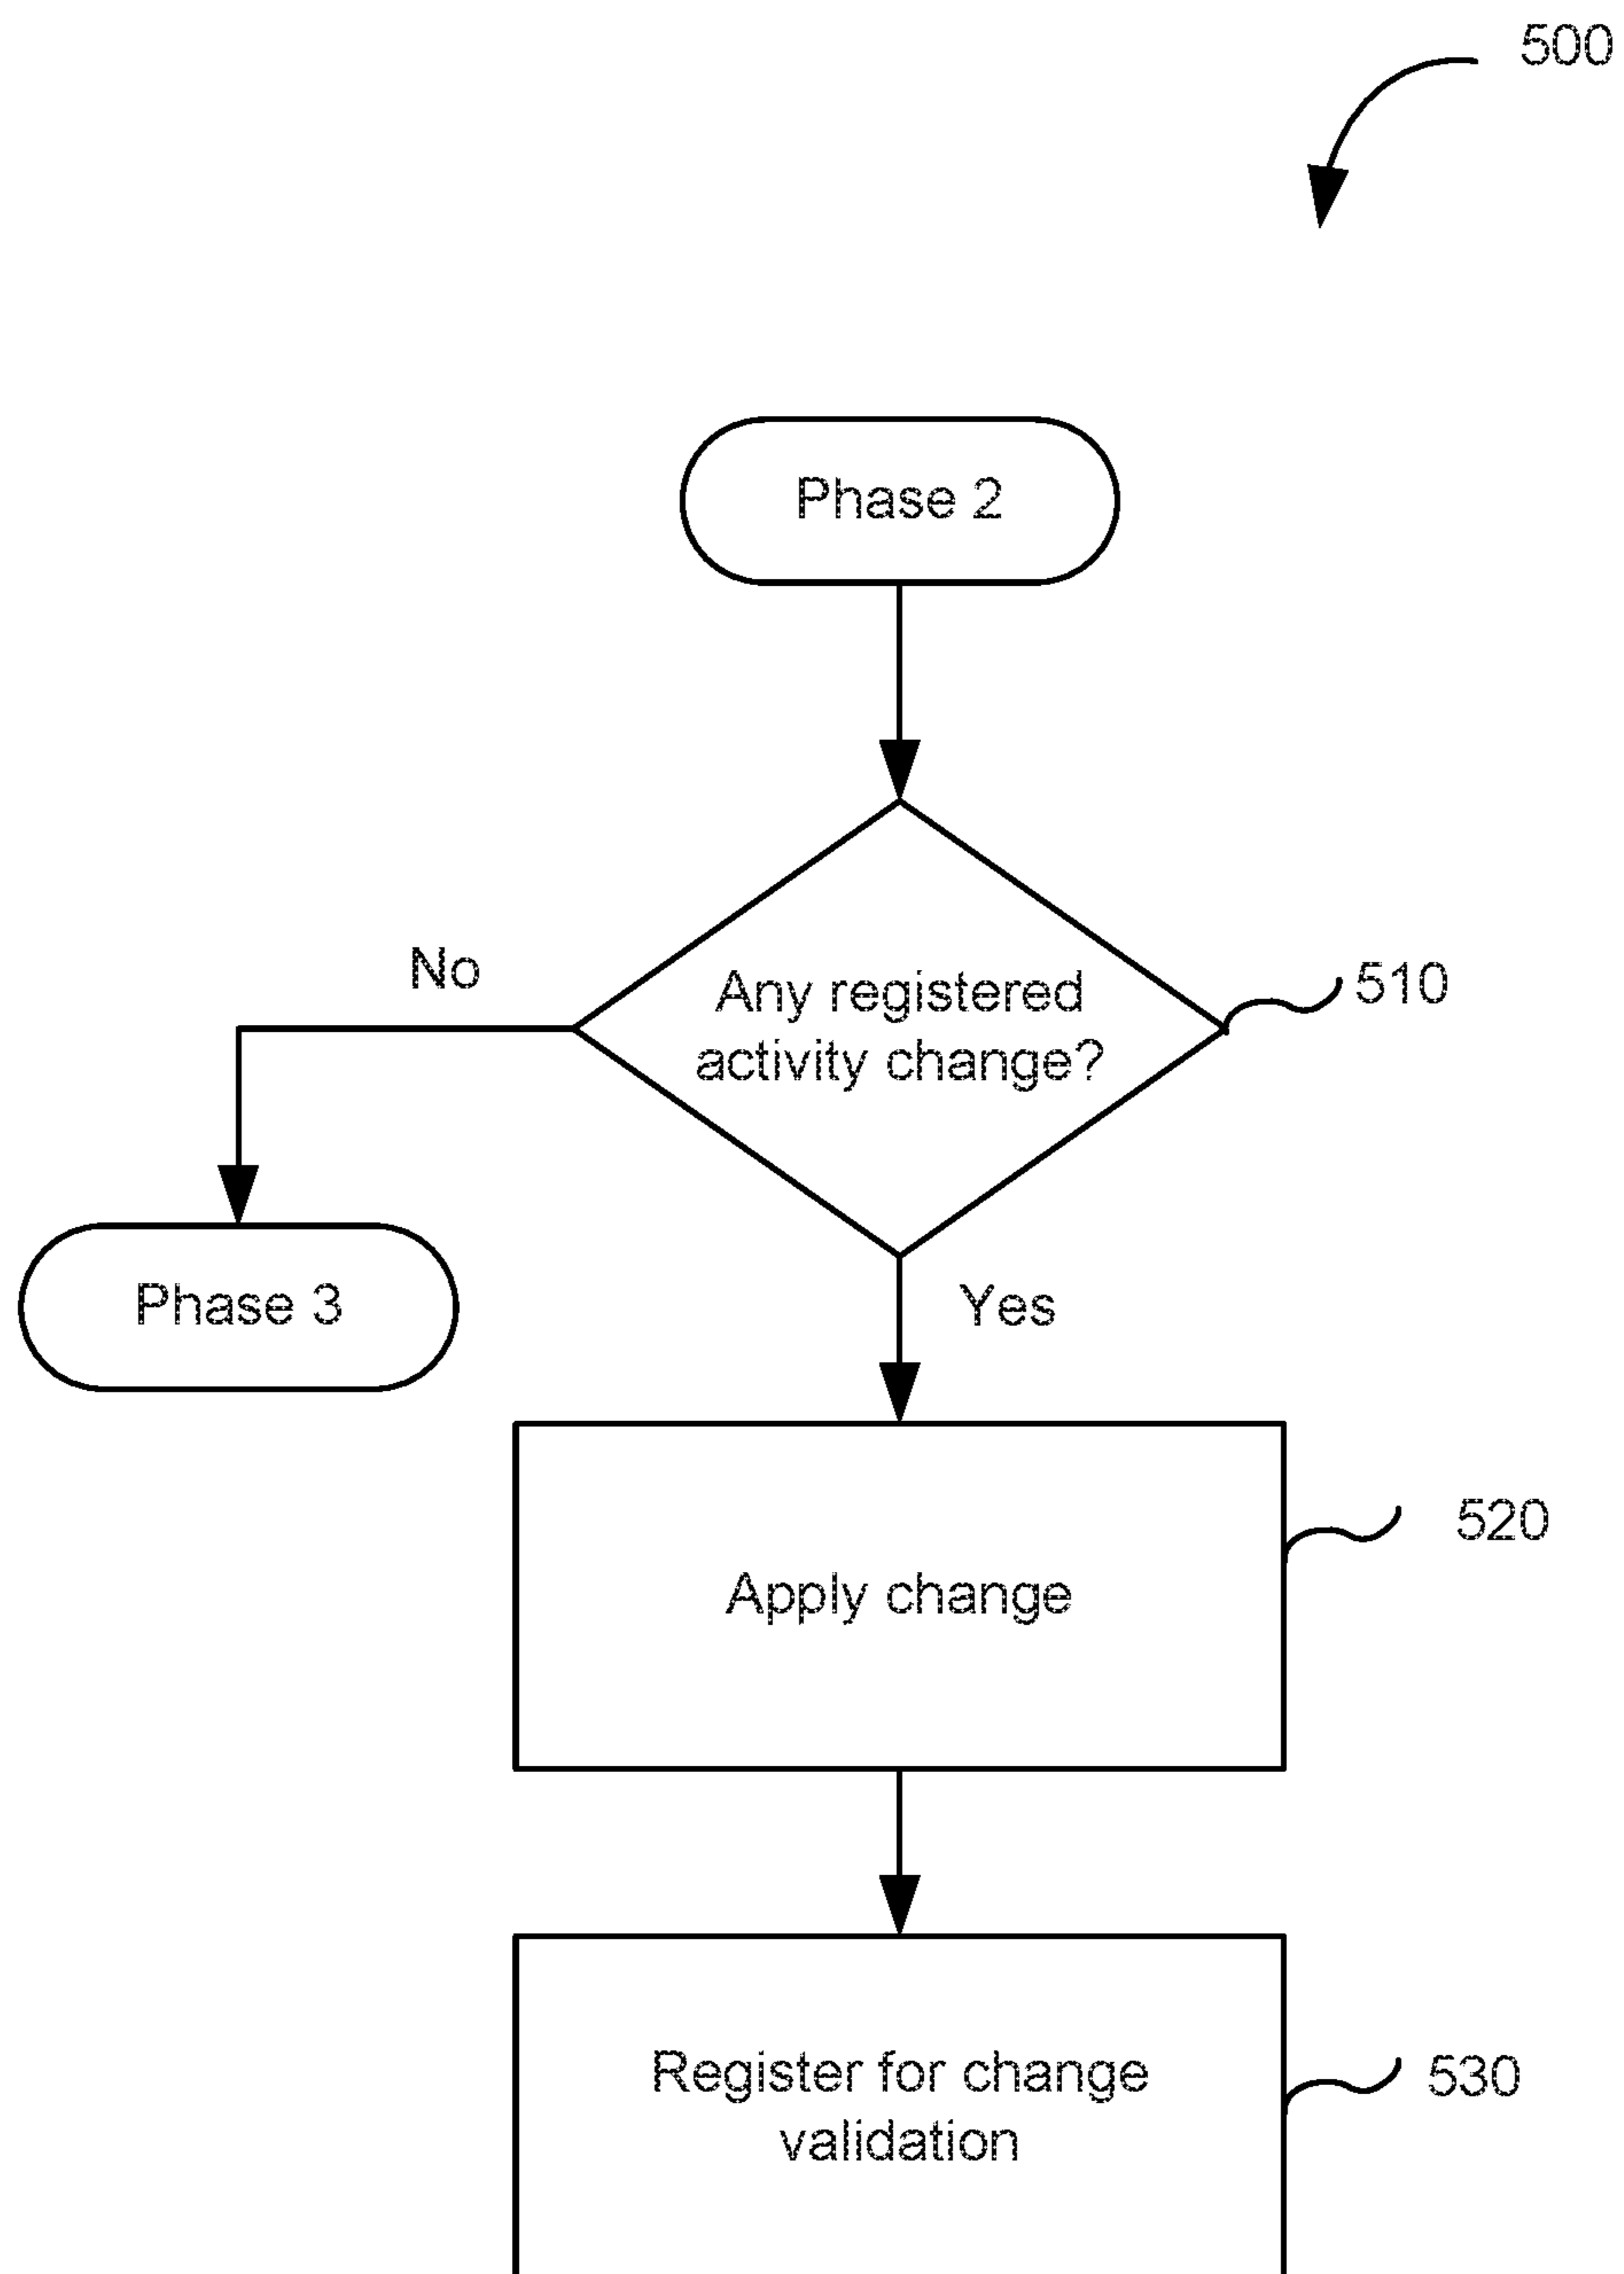 500
Phase 2
No
Any registered
activity change?
510
Phase 3
Yes
520
Apply change
Register for change
validation
530